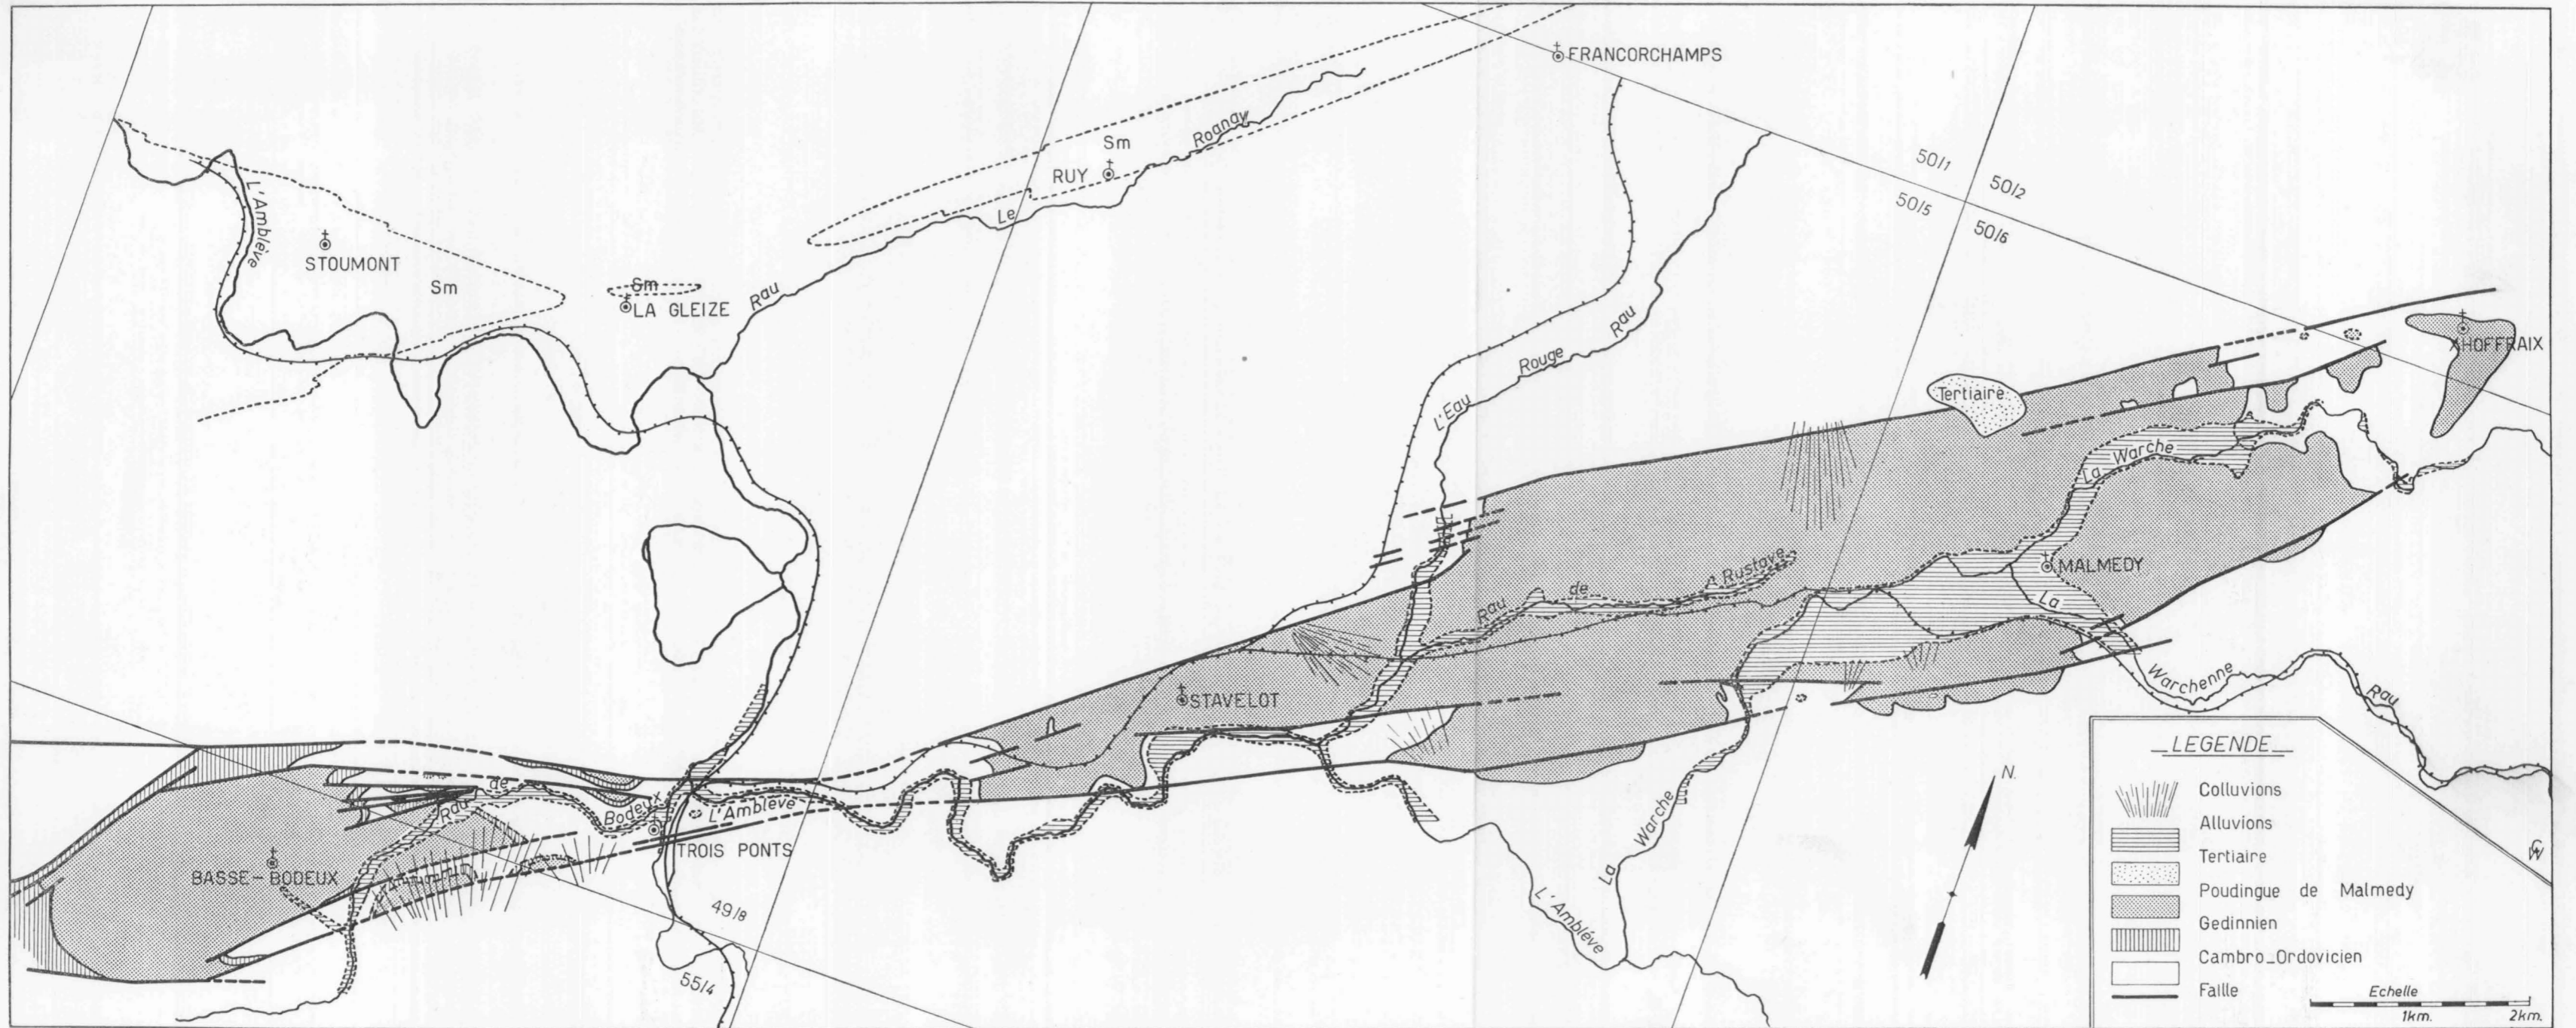 FRANCORCHAMPS
Sm
Roanay
RUY
Le
50/1
50/2
50/5
50/6
L'Amblève
STOUMONT
Sm
Sm
LA GLEIZE
Rau
Rau
Rouge
L'Eau
XHOFFRAIX
Tertiaire
La Warche
MALMEDY
La
Rau de Rustave
Warchenne
Rau
STAVELOT
Rau de Bodeux
L'Amblève
TROIS PONTS
BASSE-BODEUX
49/8
55/4
La Warche
L'Amblève
N.
LEGENDE
Colluvions
Alluvions
Tertiaire
Poudingue de Malmedy
Gedinnien
Cambro_Ordovicien
Faille
Echelle
1km. 2km.